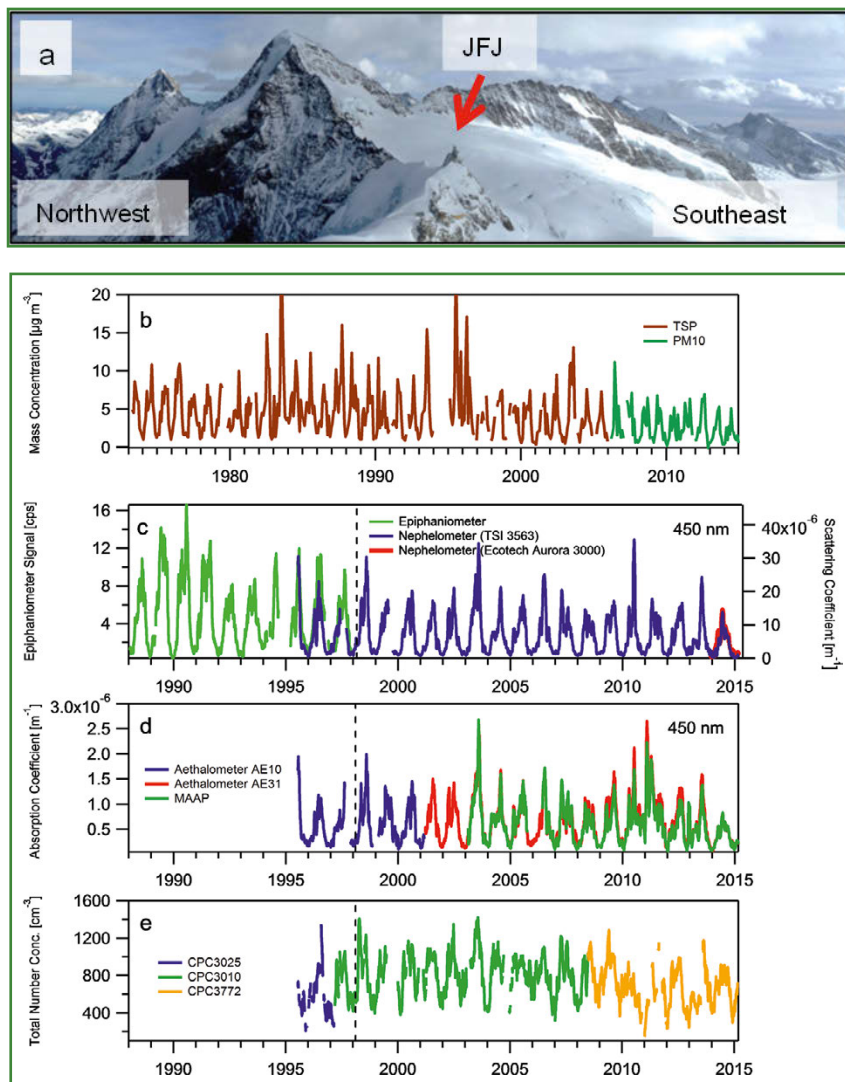 a
JFJ
Northwest
Southeast
b
Mass Concentration [µg m⁻³]
20
15
10
5
0
TSP
PM10
1980
1990
2000
2010
c
Epiphaniometer Signal [cps]
16
12
8
4
Epiphaniometer
Nephelometer (TSI 3563)
Nephelometer (Ecotech Aurora 3000)
450 nm
40x10⁻⁶
30
20
10
0
Scattering Coefficient [m⁻¹]
1990
1995
2000
2005
2010
2015
d
Absorption Coefficient [m⁻¹]
3.0x10⁻⁶
2.5
2.0
1.5
1.0
0.5
Aethalometer AE10
Aethalometer AE31
MAAP
450 nm
1990
1995
2000
2005
2010
2015
e
Total Number Conc. [cm⁻³]
1600
1200
800
400
CPC3025
CPC3010
CPC3772
1990
1995
2000
2005
2010
2015